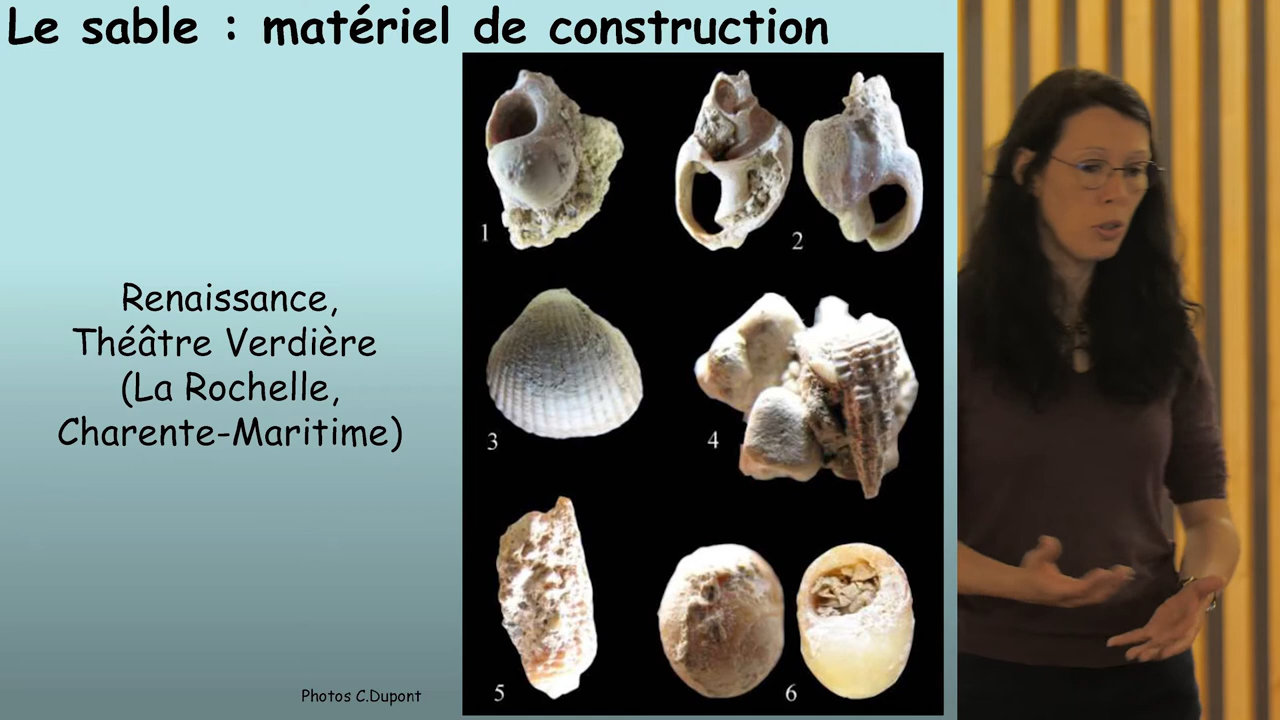 Le sable : matériel de construction
Renaissance,
Théâtre Verdière
(La Rochelle,
Charente-Maritime)
1
2
3
4
5
6
Photos C.Dupont